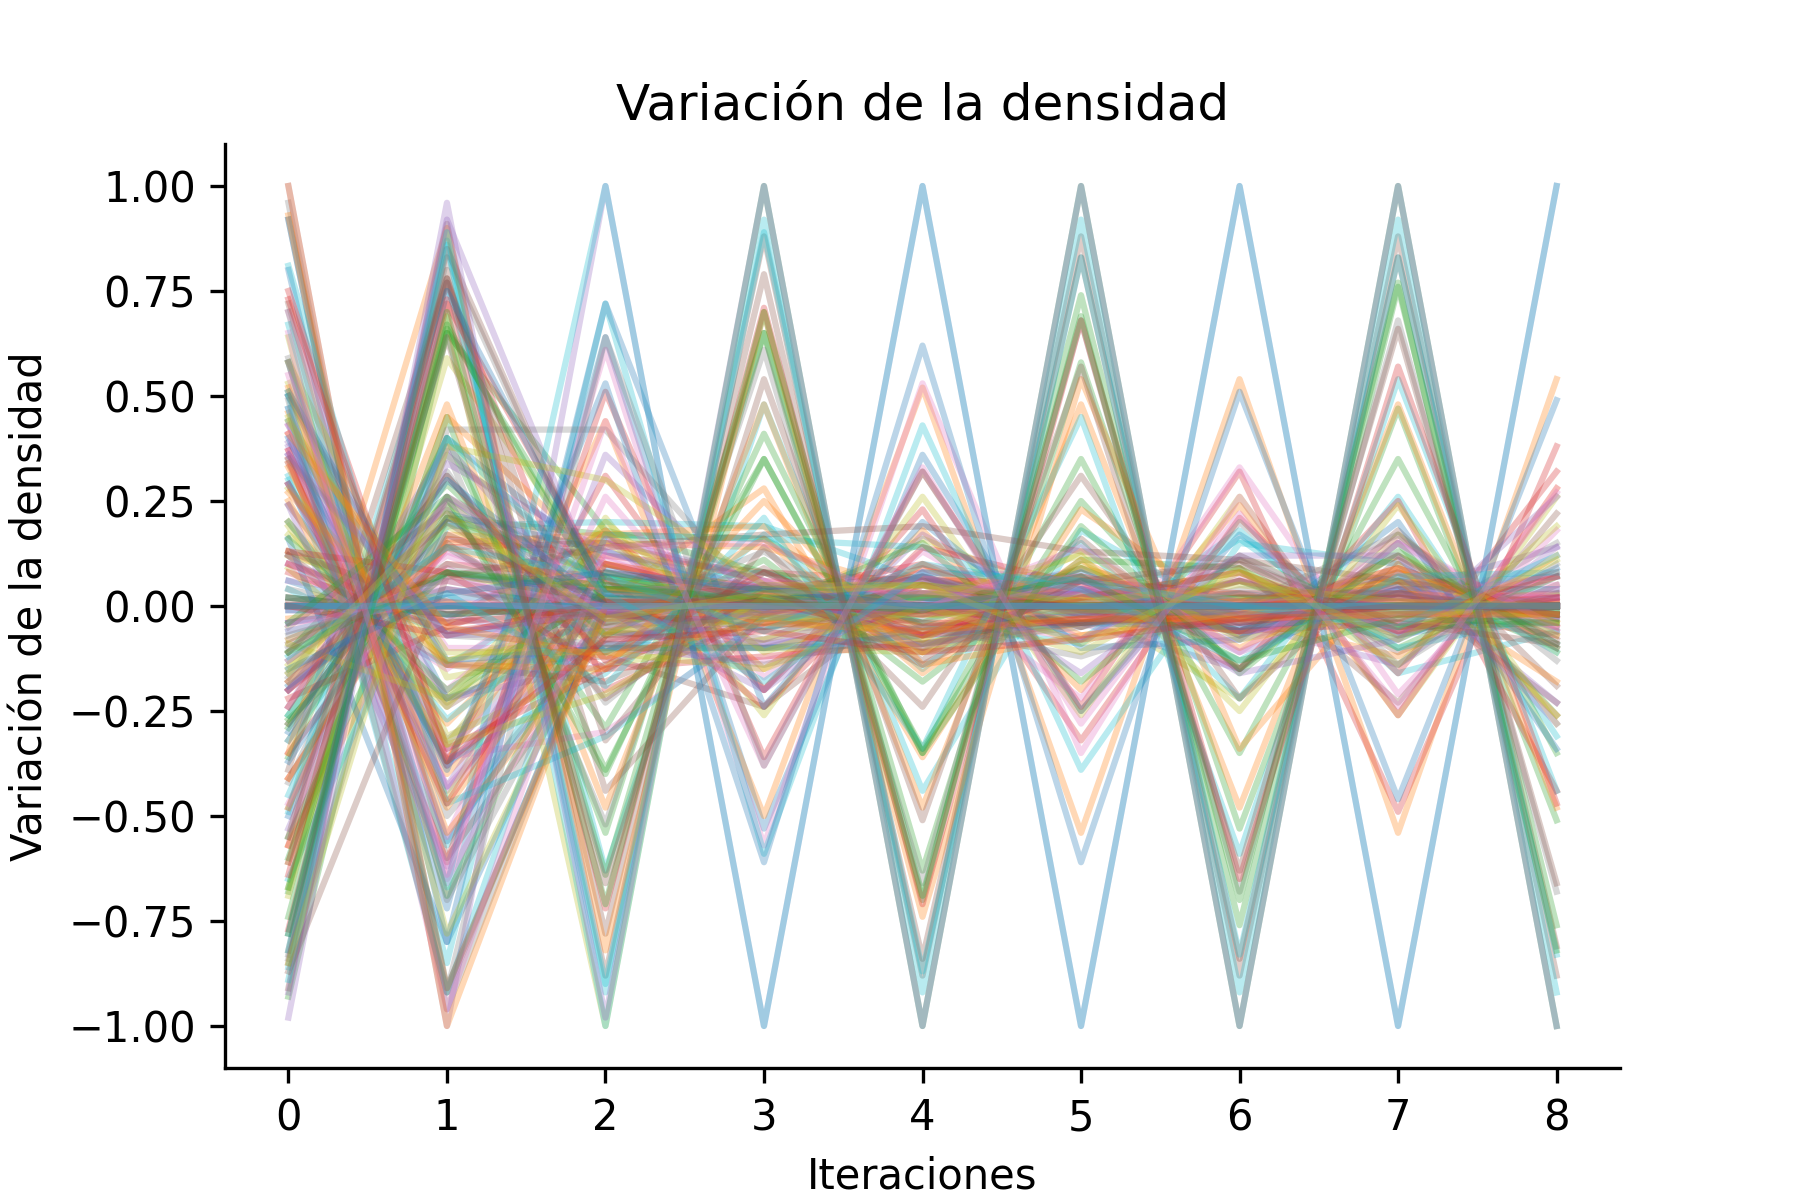 Variación de la densidad
Variación de la densidad
1.00
0.75
0.50
0.25
0.00
−0.25
−0.50
−0.75
−1.00
0 1 2 3 4 5 6 7 8
Iteraciones